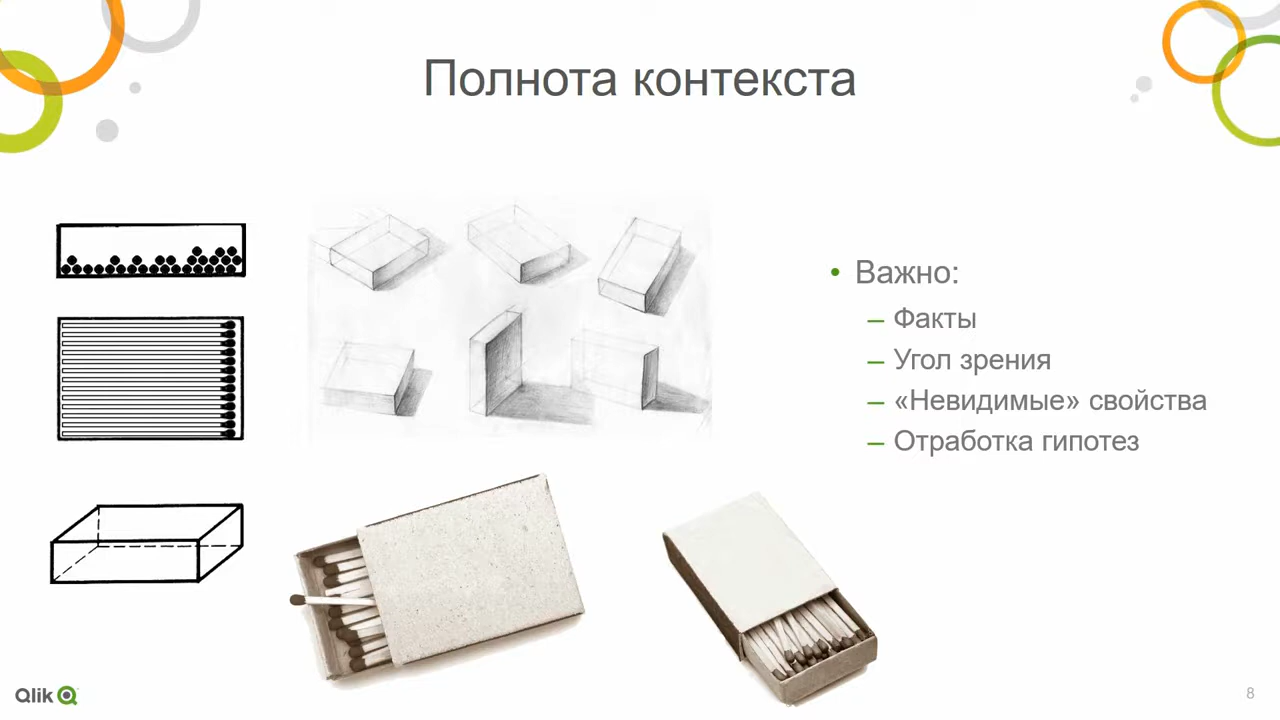 Полнота контекста
• Важно:
– Факты
– Угол зрения
– «Невидимые» свойства
– Отработка гипотез
Qlik
8